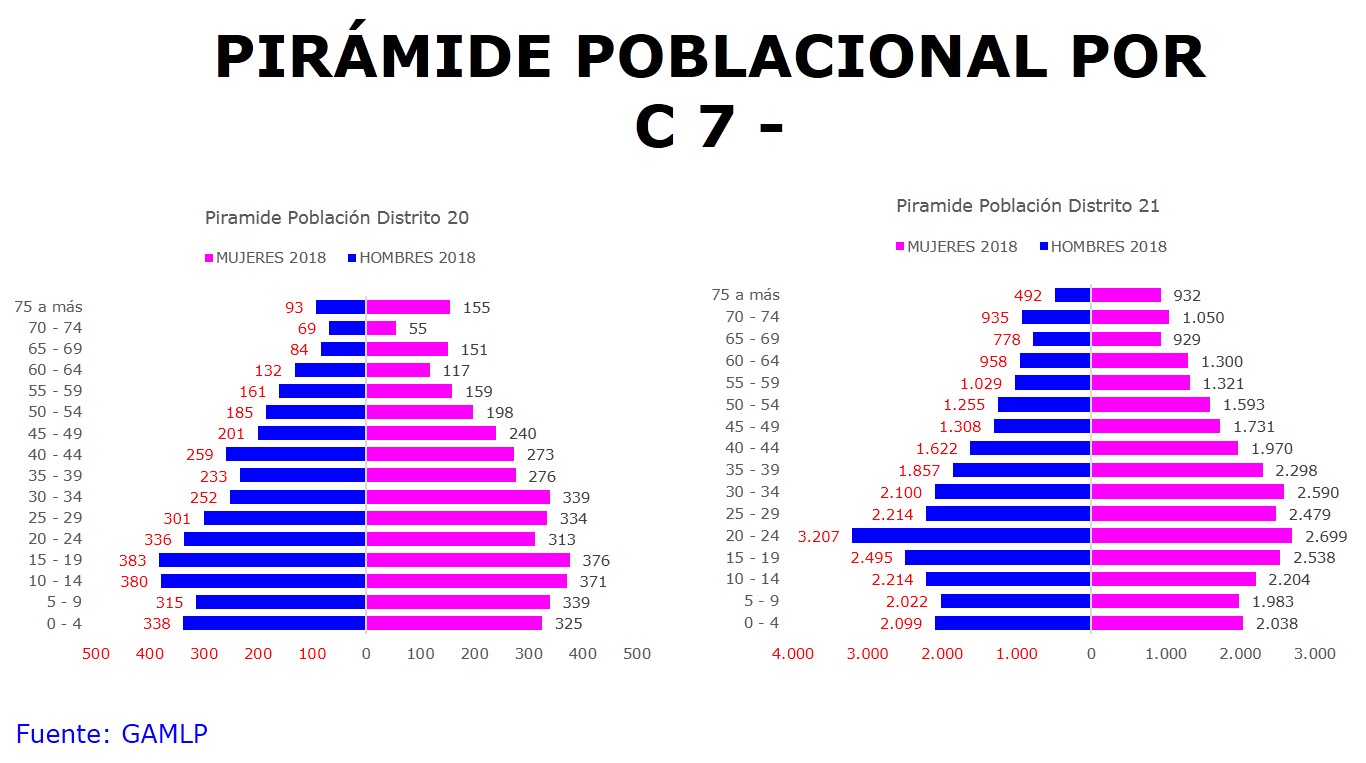 PIRÁMIDE POBLACIONAL POR
C 7 -
Piramide Población Distrito 20
MUJERES 2018 HOMBRES 2018
75 a más 93 155
70 - 74 69 55
65 - 69 84 151
60 - 64 132 117
55 - 59 161 159
50 - 54 185 198
45 - 49 201 240
40 - 44 259 273
35 - 39 233 276
30 - 34 252 339
25 - 29 301 334
20 - 24 336 313
15 - 19 383 376
10 - 14 380 371
5 - 9 315 339
0 - 4 338 325
500 400 300 200 100 0 100 200 300 400 500
Piramide Población Distrito 21
MUJERES 2018 HOMBRES 2018
75 a más 492 932
70 - 74 935 1.050
65 - 69 778 929
60 - 64 958 1.300
55 - 59 1.029 1.321
50 - 54 1.255 1.593
45 - 49 1.308 1.731
40 - 44 1.622 1.970
35 - 39 1.857 2.298
30 - 34 2.100 2.590
25 - 29 2.214 2.479
20 - 24 3.207 2.699
15 - 19 2.495 2.538
10 - 14 2.214 2.204
5 - 9 2.022 1.983
0 - 4 2.099 2.038
4.000 3.000 2.000 1.000 0 1.000 2.000 3.000
Fuente: GAMLP